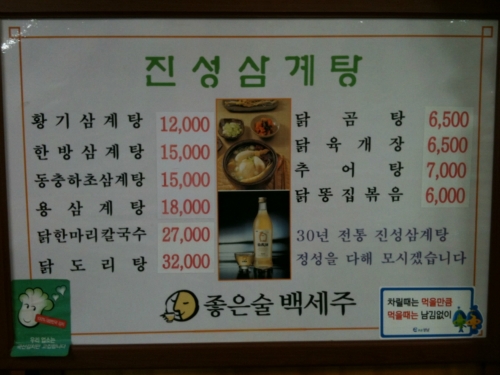 진성삼계탕
황기삼계탕 12,000
한방삼계탕 15,000
동충하초삼계탕 15,000
용삼계탕 18,000
닭한마리칼국수 27,000
닭도리탕 32,000
닭곰탕 6,500
닭육개장 6,500
추어탕 7,000
닭똥집볶음 6,000
30년 전통 진성삼계탕
정성을 다해 모시겠습니다
좋은술 백세주
차릴때는 먹을만큼
먹을때는 남김없이